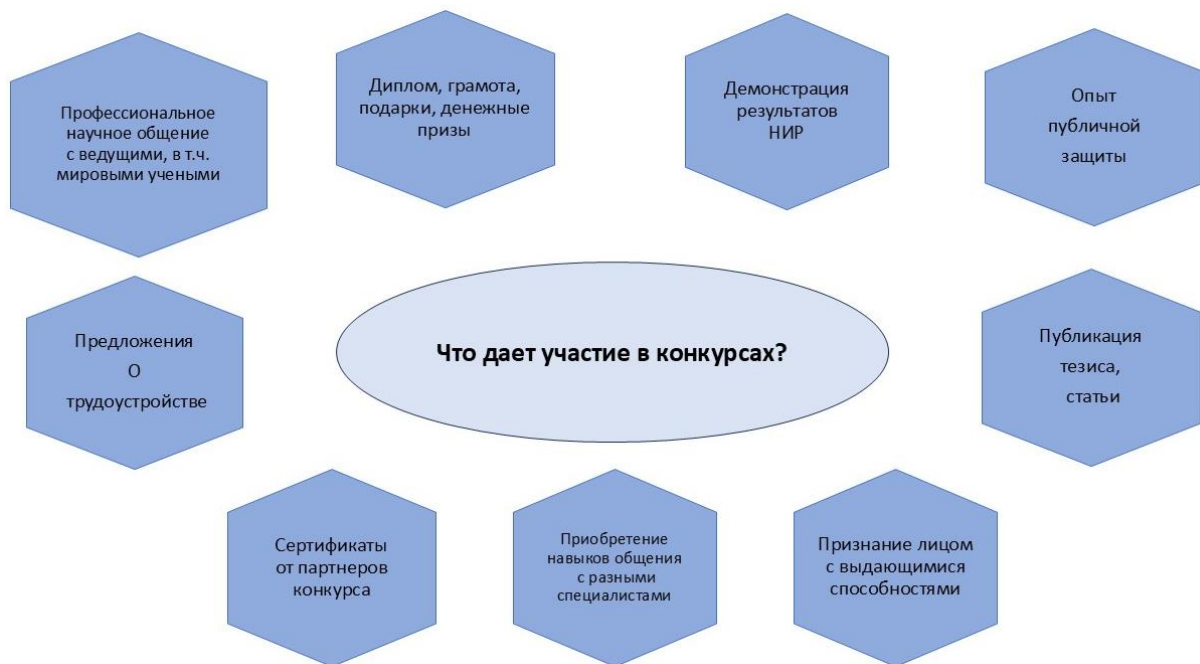 Профессиональное
научное общение
с ведущими, в т.ч.
мировыми учеными
Диплом, грамота,
подарки, денежные
призы
Демонстрация
результатов
НИР
Опыт
публичной
защиты
Предложения
О
трудоустройстве
Что дает участие в конкурсах?
Публикация
тезиса,
статьи
Сертификаты
от партнеров
конкурса
Приобретение
навыков общения
с разными
специалистами
Признание лицом
с выдающимися
способностями